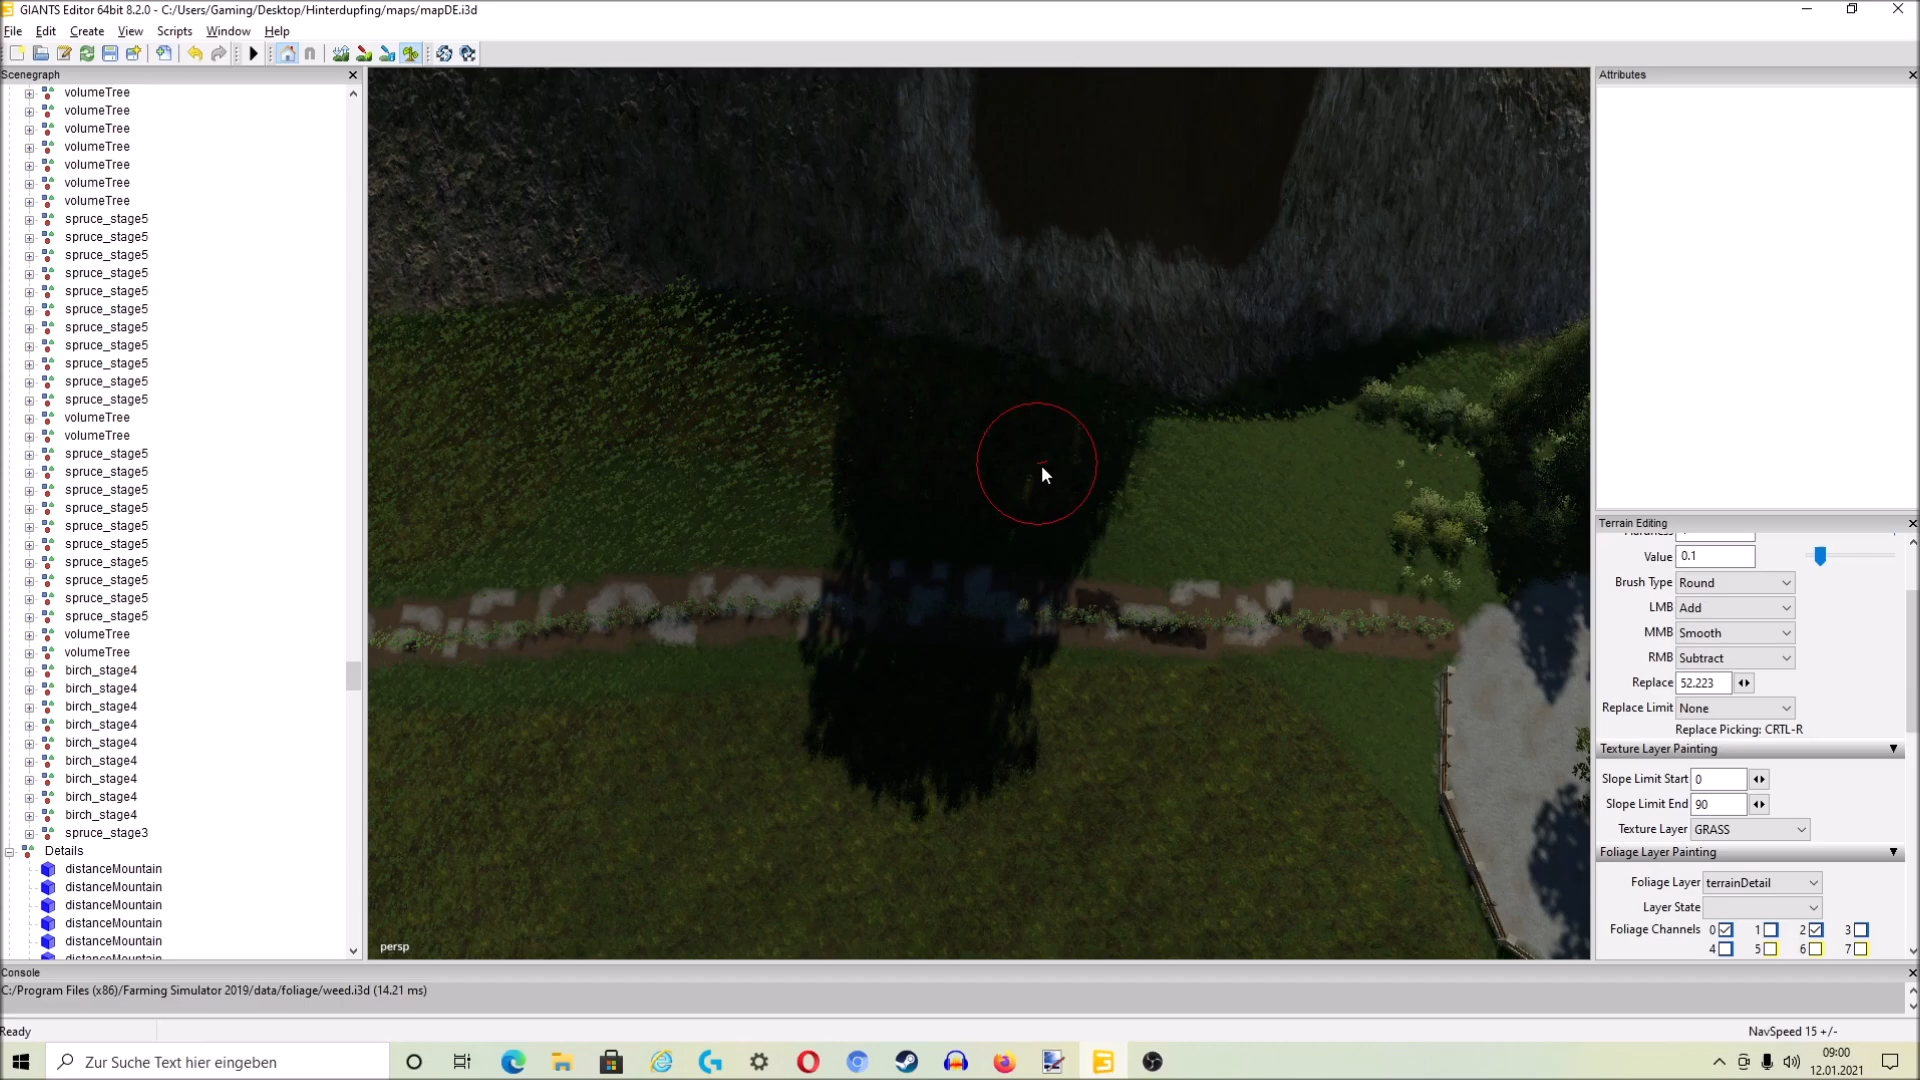 GIANTS Editor 64bit 8.2.0 - C:/Users/Gaming/Desktop/Hinterdupfing/maps/mapDE.i3d
File Edit Create View Scripts Window Help
Scenegraph
volumeTree
volumeTree
volumeTree
volumeTree
volumeTree
volumeTree
volumeTree
spruce_stage5
spruce_stage5
spruce_stage5
spruce_stage5
spruce_stage5
spruce_stage5
spruce_stage5
spruce_stage5
spruce_stage5
spruce_stage5
spruce_stage5
volumeTree
volumeTree
spruce_stage5
spruce_stage5
spruce_stage5
spruce_stage5
spruce_stage5
spruce_stage5
spruce_stage5
spruce_stage5
spruce_stage5
spruce_stage5
volumeTree
volumeTree
birch_stage4
birch_stage4
birch_stage4
birch_stage4
birch_stage4
birch_stage4
birch_stage4
birch_stage4
birch_stage4
spruce_stage3
Details
distanceMountain
distanceMountain
distanceMountain
distanceMountain
distanceMountain
persp
Attributes
Terrain Editing
Value 0.1
Brush Type Round
LMB Add
MMB Smooth
RMB Subtract
Replace 52.223
Replace Limit None
Replace Picking: CRTL-R
Texture Layer Painting
Slope Limit Start 0
Slope Limit End 90
Texture Layer GRASS
Foliage Layer Painting
Foliage Layer terrainDetail
Layer State
Foliage Channels 0 1 2 3
4 5 6 7
Console
C:/Program Files (x86)/Farming Simulator 2019/data/foliage/weed.i3d (14.21 ms)
Ready
NavSpeed 15 +/-
Zur Suche Text hier eingeben
09:00
12.01.2021